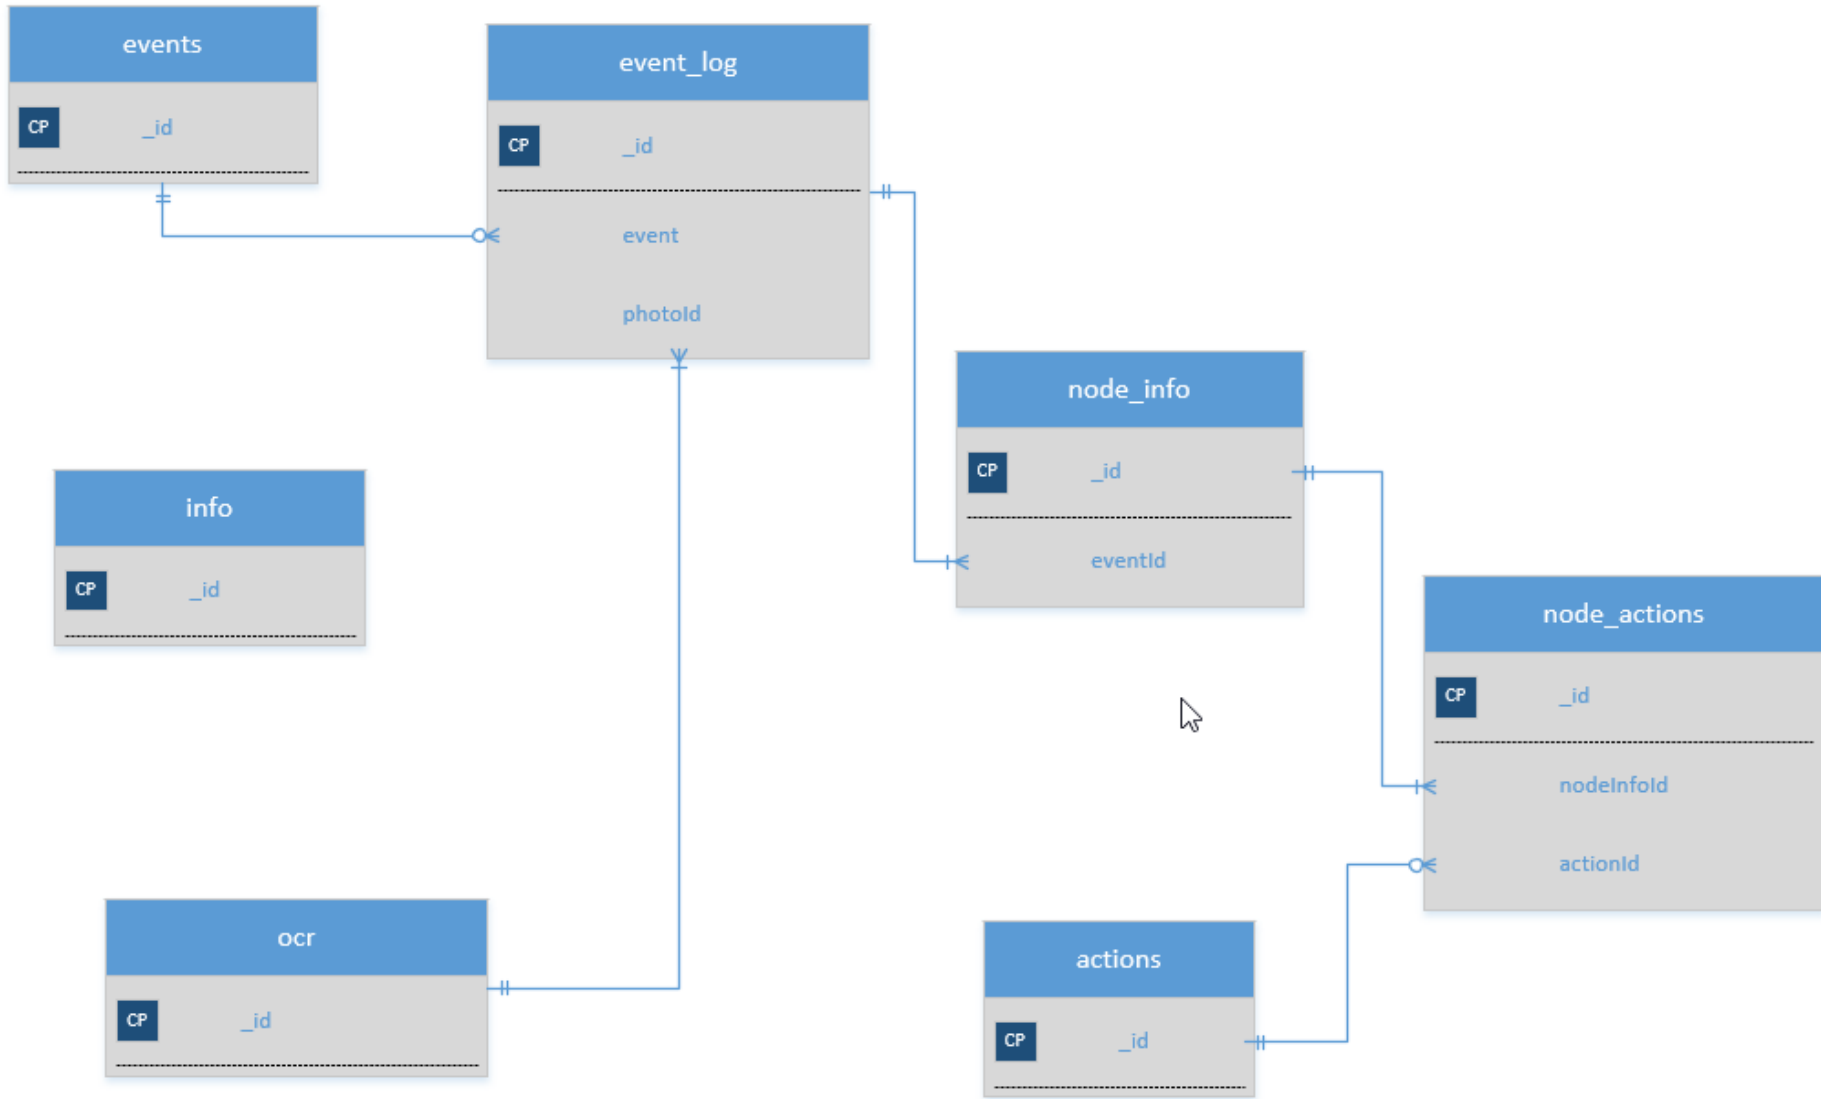 events
CP _id
event_log
CP _id
event
photoId
info
CP _id
node_info
CP _id
eventId
node_actions
CP _id
nodeInfoId
actionId
ocr
CP _id
actions
CP _id